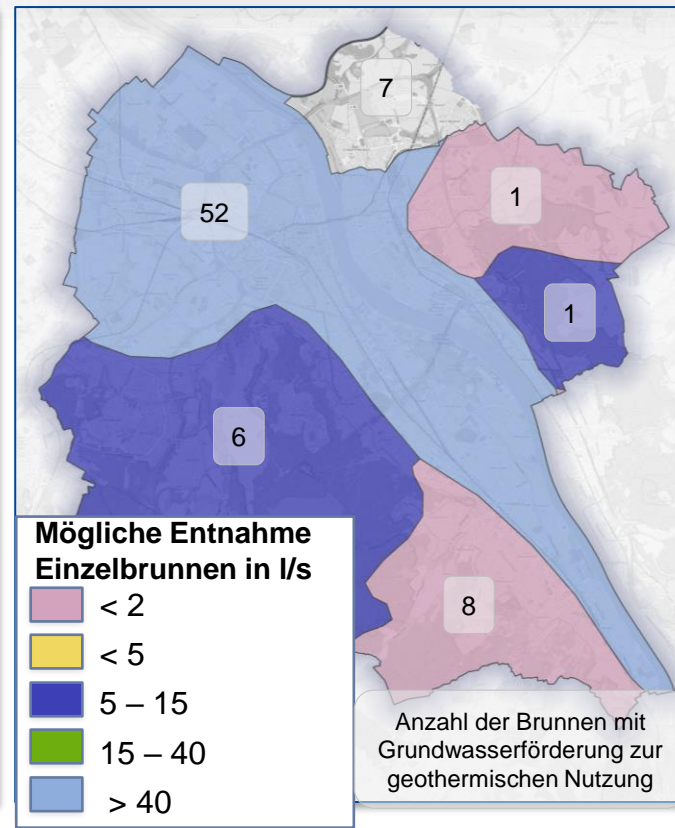 7
1
52
1
6
8
Mögliche Entnahme
Einzelbrunnen in l/s
< 2
< 5
5 – 15
15 – 40
> 40
Anzahl der Brunnen mit
Grundwasserförderung zur
geothermischen Nutzung